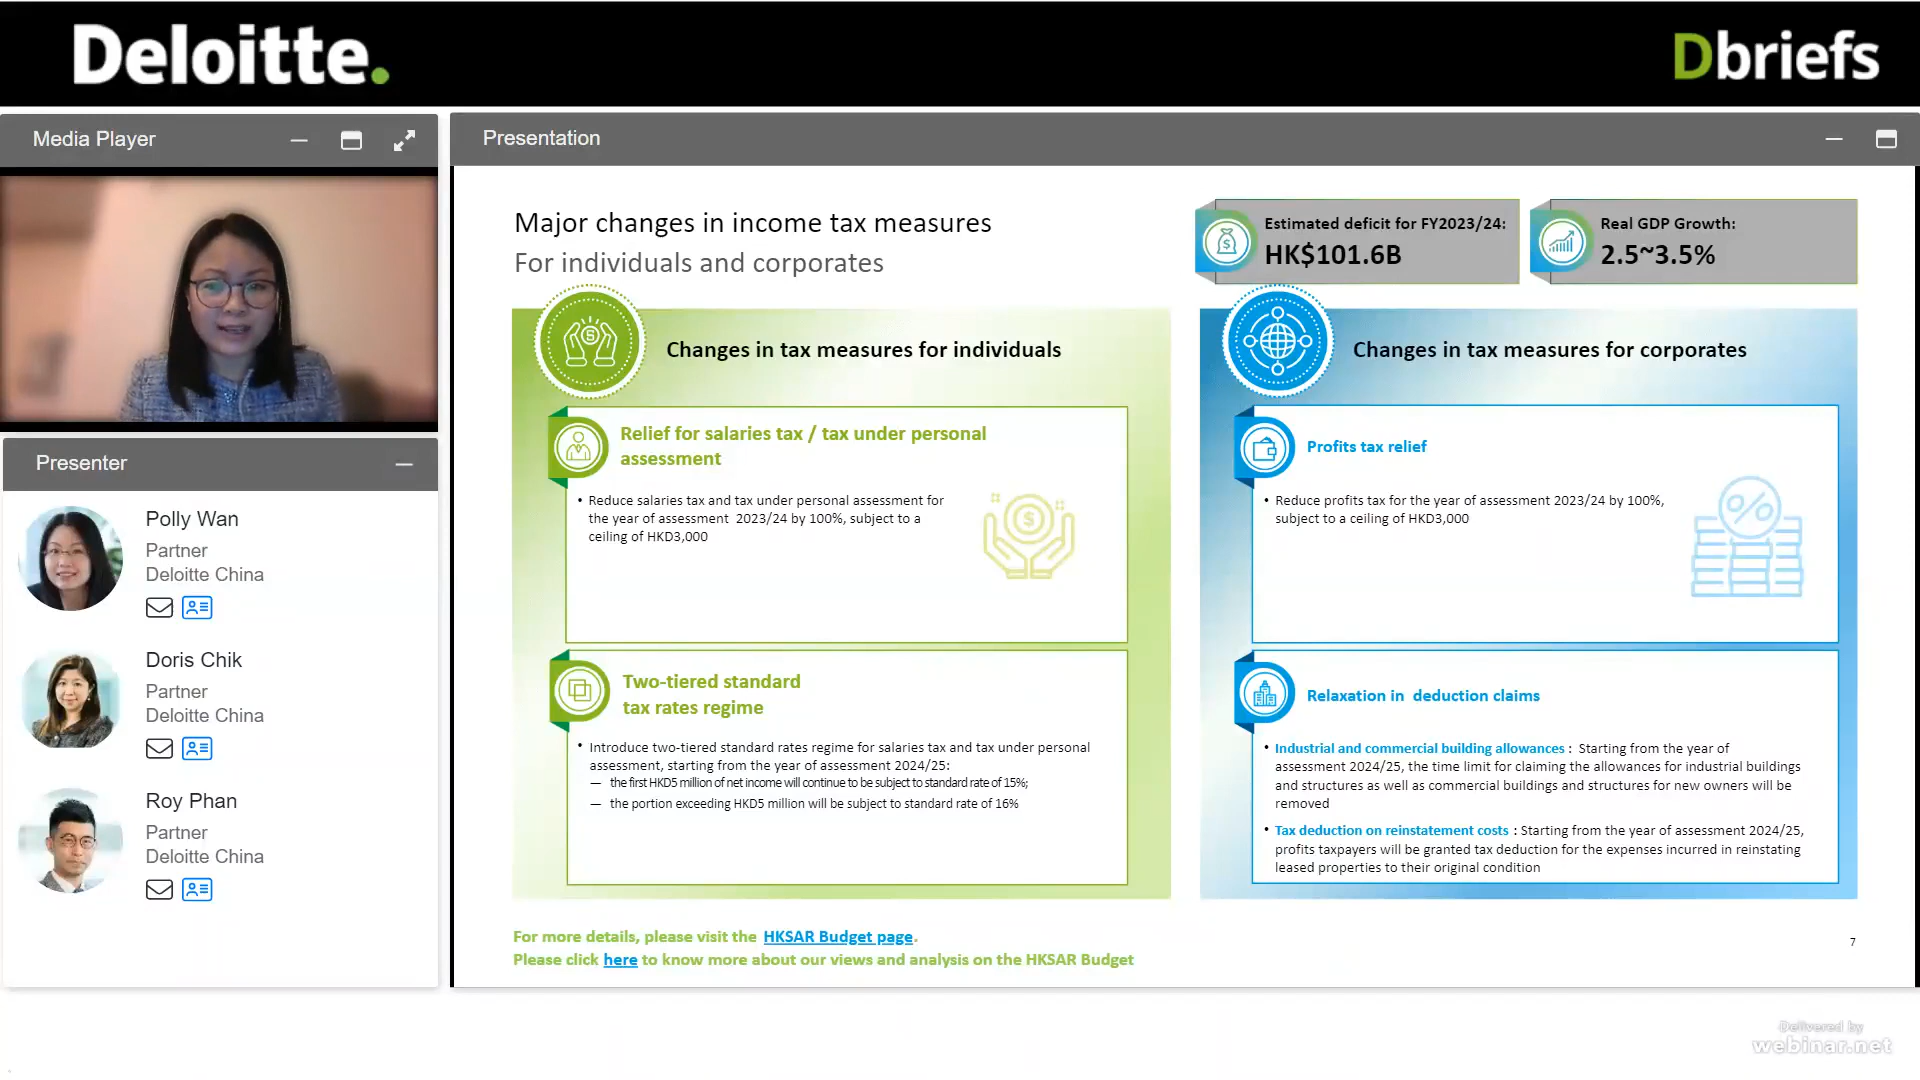 Deloitte.
Dbriefs
Media Player
Presenter
Polly Wan
Partner
Deloitte China
Doris Chik
Partner
Deloitte China
Roy Phan
Partner
Deloitte China
Presentation
Major changes in income tax measures
For individuals and corporates
Estimated deficit for FY2023/24:
HK$101.6B
Real GDP Growth:
2.5~3.5%
Changes in tax measures for individuals
Relief for salaries tax / tax under personal
assessment
• Reduce salaries tax and tax under personal assessment for
the year of assessment 2023/24 by 100%, subject to a
ceiling of HKD3,000
Two-tiered standard
tax rates regime
• Introduce two-tiered standard rates regime for salaries tax and tax under personal
assessment, starting from the year of assessment 2024/25:
— the first HKD5 million of net income will continue to be subject to standard rate of 15%;
— the portion exceeding HKD5 million will be subject to standard rate of 16%
Changes in tax measures for corporates
Profits tax relief
• Reduce profits tax for the year of assessment 2023/24 by 100%,
subject to a ceiling of HKD3,000
Relaxation in deduction claims
• Industrial and commercial building allowances : Starting from the year of
assessment 2024/25, the time limit for claiming the allowances for industrial buildings
and structures as well as commercial buildings and structures for new owners will be
removed
• Tax deduction on reinstatement costs : Starting from the year of assessment 2024/25,
profits taxpayers will be granted tax deduction for the expenses incurred in reinstating
leased properties to their original condition
For more details, please visit the HKSAR Budget page.
Please click here to know more about our views and analysis on the HKSAR Budget
7
Delivered by
webinar.net